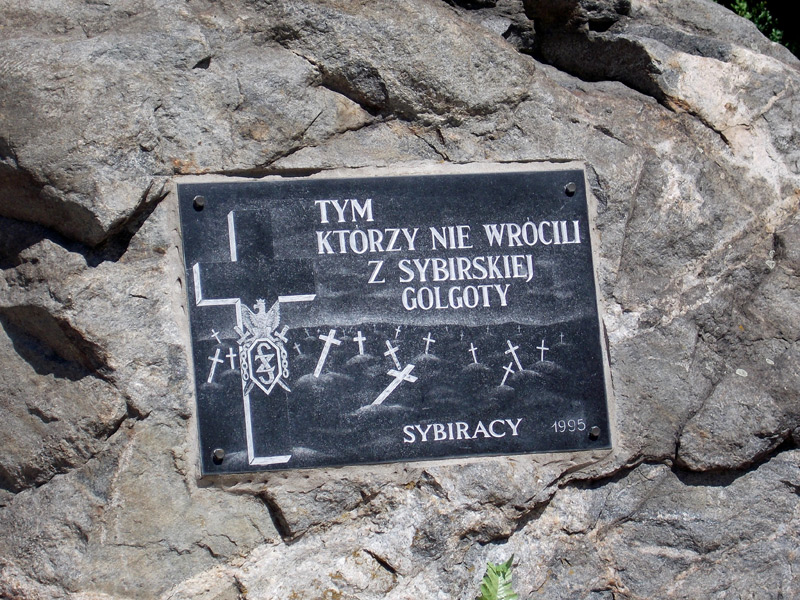 TYM
KTÓRZY NIE WRÓCILI
Z SYBIRSKIEJ
GOLGOTY
SYBIRACY 1995